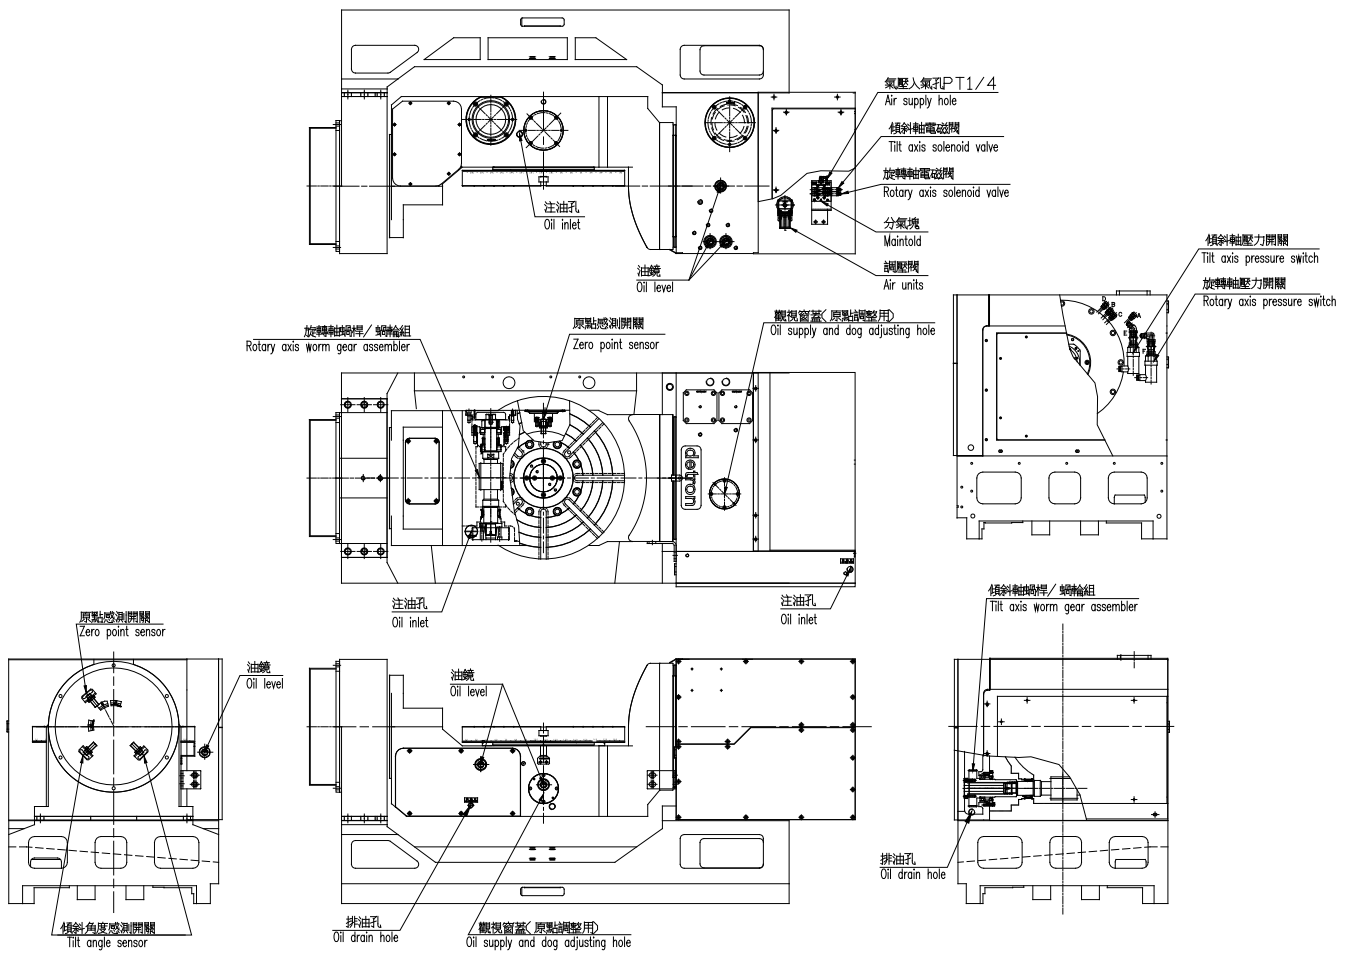 氣壓入氣孔PT1/4
Air supply hole
傾斜軸電磁閥
Tilt axis solenoid valve
旋轉軸電磁閥
Rotary axis solenoid valve
注油孔
Oil inlet
分氣塊
Maintold
油鏡
Oil level
調壓閥
Air units
傾斜軸壓力開關
Tilt axis pressure switch
旋轉軸壓力開關
Rotary axis pressure switch
D
B
C
A
E
F
旋轉軸蝸桿/蝸輪組
Rotary axis worm gear assembler
原點感測開關
Zero point sensor
觀視窗蓋(原點調整用)
Oil supply and dog adjusting hole
detron
注油孔
Oil inlet
注油孔
Oil inlet
傾斜軸蝸桿/蝸輪組
Tilt axis worm gear assembler
原點感測開關
Zero point sensor
油鏡
Oil level
油鏡
Oil level
排油孔
Oil drain hole
傾斜角度感測開關
Tilt angle sensor
排油孔
Oil drain hole
觀視窗蓋(原點調整用)
Oil supply and dog adjusting hole